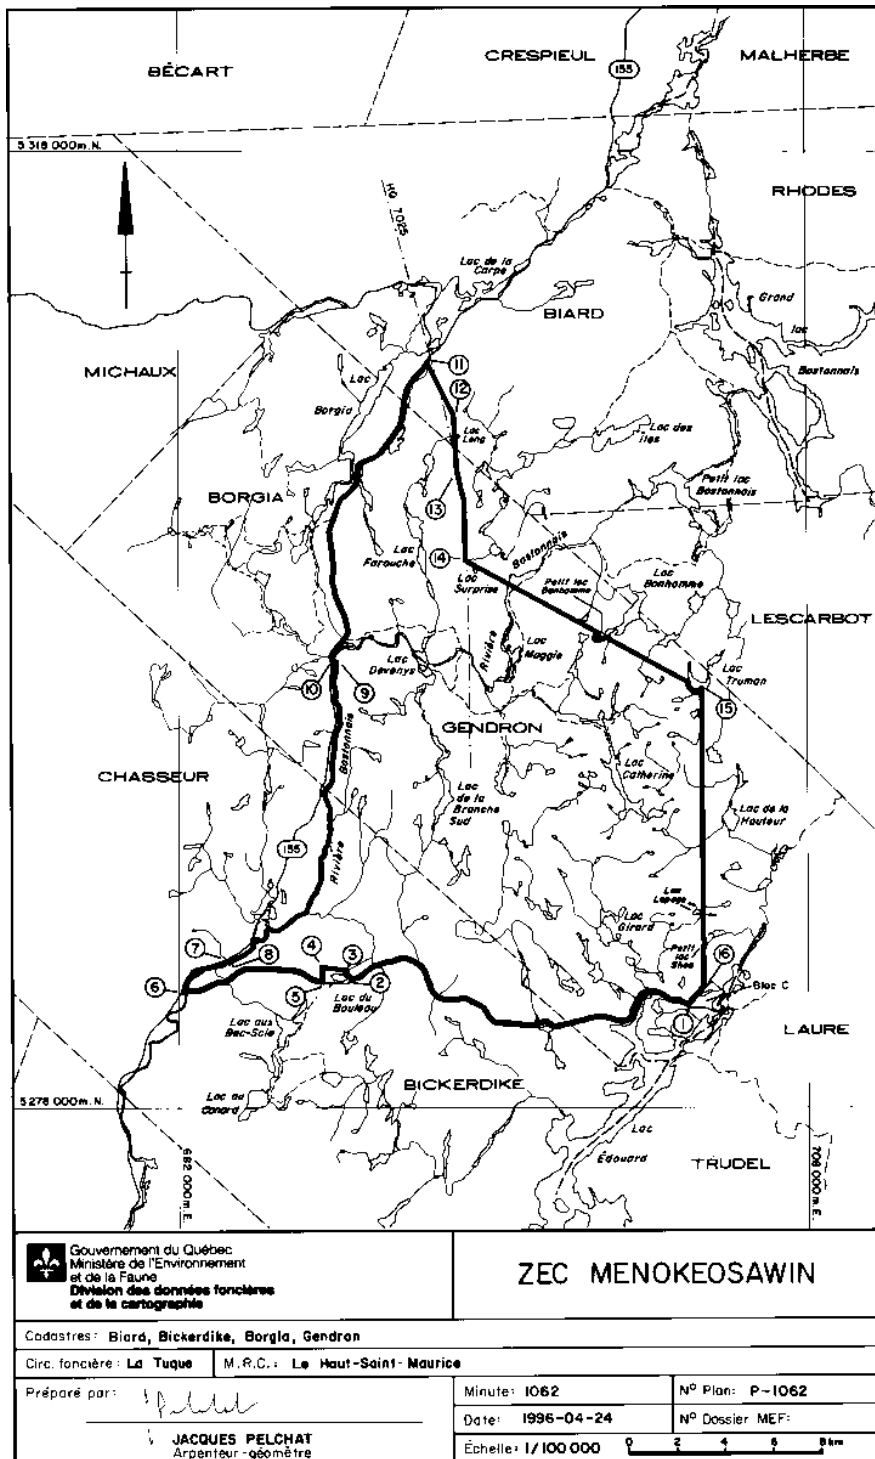 BÉCART
CRESPIEUL
MALHERBE
155
5 318 000m.N.
RHODES
HG. 7025
Lac de la
Carpe
BIARD
Grand
lac
Bostonnais
MICHAUX
Lac
Borgia
11
12
Lac
Long
Lac des
Iles
Petit lac
Bostonnais
BORGIA
13
14
Lac
Farouche
Lac
Surprise
Bostonnais
Petit lac
Bonhomme
Lac
Bonhomme
LESCARBOT
Rivière
Lac
Maggie
Lac
Devenys
Lac
Truman
10
9
15
Bostonnais
GENDRON
CHASSEUR
Lac
Catherine
Lac
de la
Branche
Sud
Lac de la
Hauteur
155
Rivière
Lac
Lepage
Lac
Girard
Petit
lac
Shea
7
8
4
3
16
6
5
2
Bloc C
Lac du
Bouleau
1
Lac aux
Bec-Scie
LAURE
BICKERDIKE
Lac au
Canard
5 278 000m.N.
Lac
Édouard
TRUDEL
682 000m.E.
708 000m.E.
Gouvernement du Québec
Ministère de l'Environnement
et de la Faune
Division des données foncières
et de la cartographie
ZEC MENOKEOSAWIN
Cadastres: Biard, Bickerdike, Borgia, Gendron
Circ. foncière: La Tuque M.R.C.: Le Haut-Saint-Maurice
Préparé par:
JACQUES PELCHAT
Arpenteur-géomètre
Minute: 1062
N° Plan: P-1062
Date: 1996-04-24
N° Dossier MEF:
Échelle: 1/100 000 0 2 4 6 8km